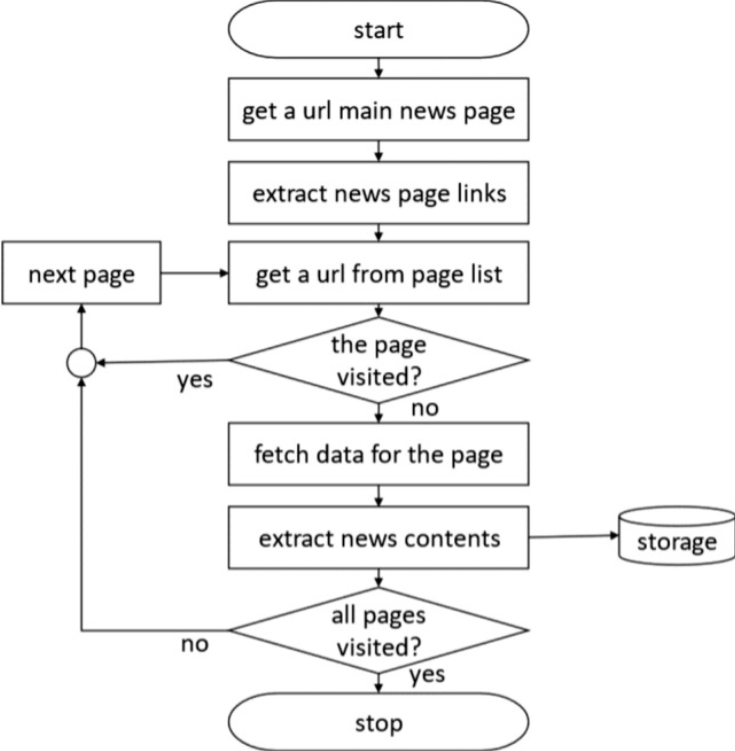 start
get a url main news page
extract news page links
next page
get a url from page list
the page
visited?
yes
no
fetch data for the page
extract news contents
storage
all pages
visited?
no
yes
stop